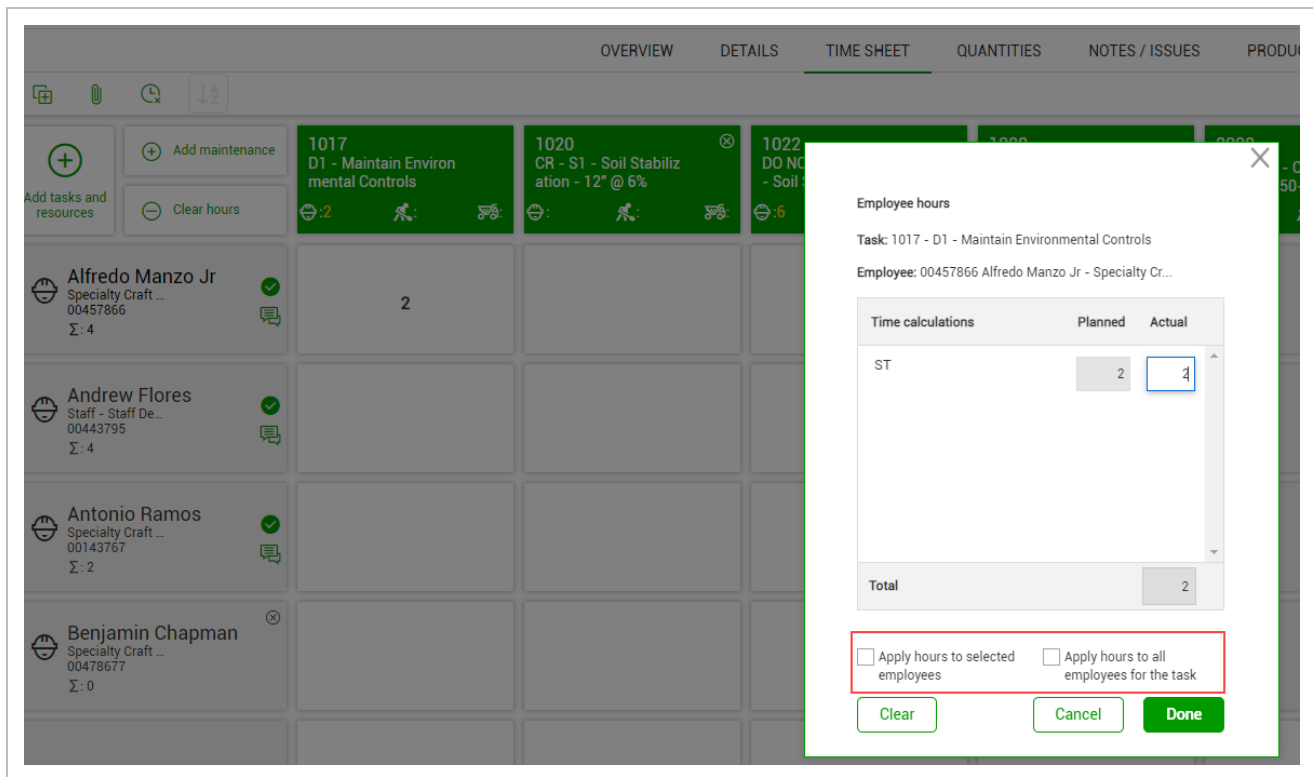 OVERVIEW DETAILS TIME SHEET QUANTITIES NOTES / ISSUES PRODUC
Add tasks and
resources
Add maintenance
Clear hours
1017
D1 - Maintain Environ
mental Controls
:2 : :
1020
CR - S1 - Soil Stabiliz
ation - 12" @ 6%
: : :
1022
DO NO
- Soil
:6
50-
Alfredo Manzo Jr
Specialty Craft ...
00457866
Σ: 4
2
Andrew Flores
Staff - Staff De...
00443795
Σ: 4
Antonio Ramos
Specialty Craft ...
00143767
Σ: 2
Benjamin Chapman
Specialty Craft ...
00478677
Σ: 0
Employee hours
Task: 1017 - D1 - Maintain Environmental Controls
Employee: 00457866 Alfredo Manzo Jr - Specialty Cr...
Time calculations Planned Actual
ST 2 2
Total 2
Apply hours to selected
employees
Apply hours to all
employees for the task
Clear Cancel Done